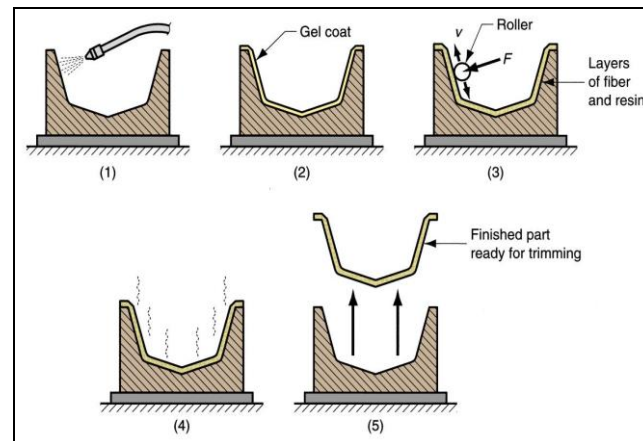 (1)
Gel coat
(2)
v
Roller
F
Layers
of fiber
and resin
(3)
(4)
Finished part
ready for trimming
(5)